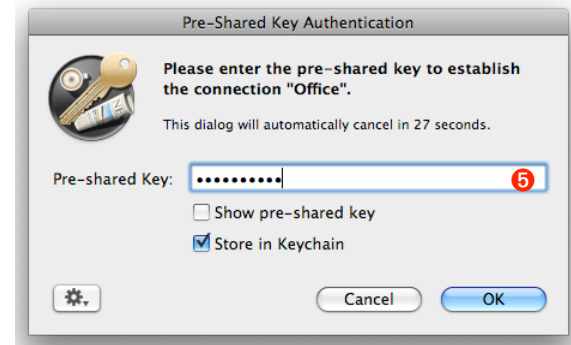 Pre-Shared Key Authentication
Please enter the pre-shared key to establish
the connection "Office".
This dialog will automatically cancel in 27 seconds.
Pre-shared Key: •••••••••• 5
Show pre-shared key
Store in Keychain
Cancel OK